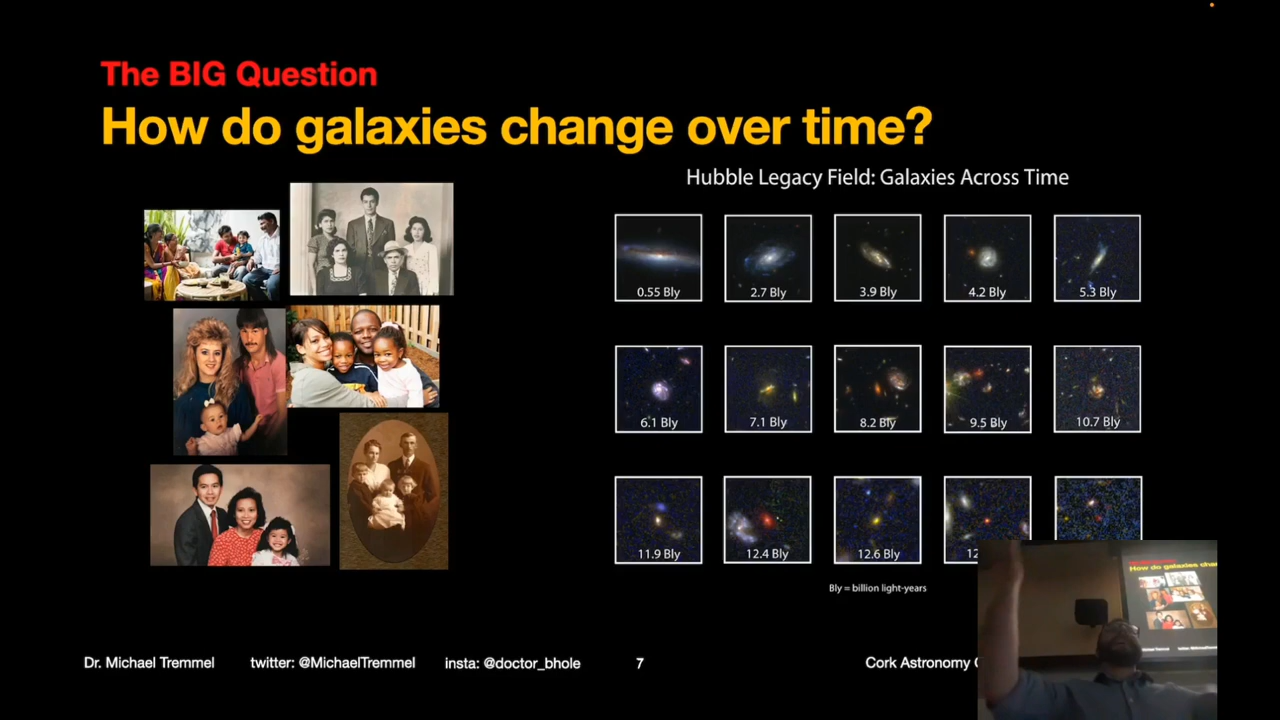 The BIG Question
How do galaxies change over time?
Hubble Legacy Field: Galaxies Across Time
0.55 Bly
2.7 Bly
3.9 Bly
4.2 Bly
5.3 Bly
6.1 Bly
7.1 Bly
8.2 Bly
9.5 Bly
10.7 Bly
11.9 Bly
12.4 Bly
12.6 Bly
12
Bly = billion light-years
Dr. Michael Tremmel
twitter: @MichaelTremmel
insta: @doctor_bhole
7
Cork Astronomy
How do galaxies cha